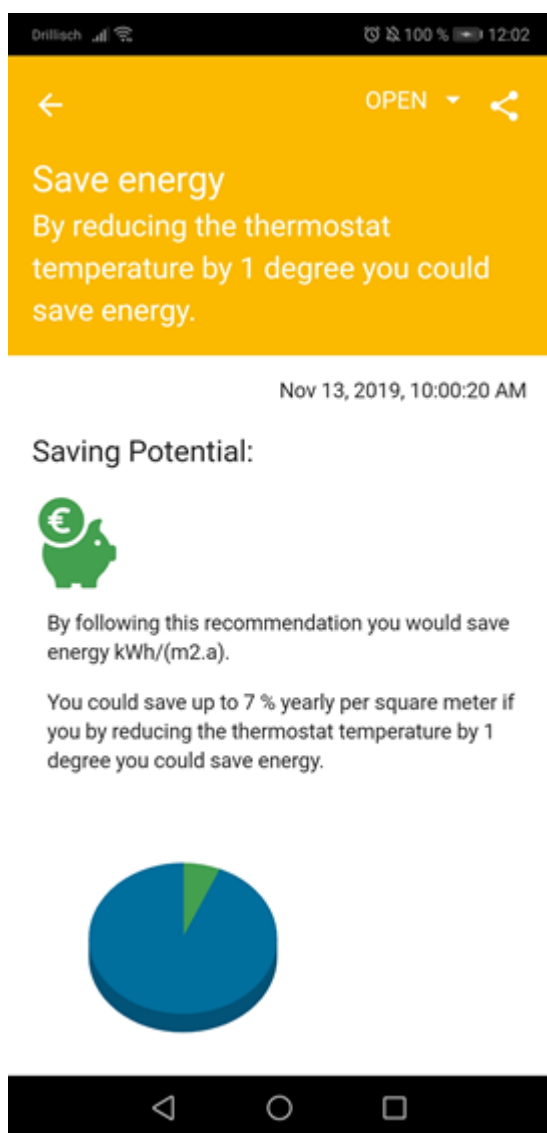 Drillisch 100 % 12:02
OPEN
Save energy
By reducing the thermostat
temperature by 1 degree you could
save energy.
Nov 13, 2019, 10:00:20 AM
Saving Potential:
€
By following this recommendation you would save
energy kWh/(m2.a).
You could save up to 7 % yearly per square meter if
you by reducing the thermostat temperature by 1
degree you could save energy.